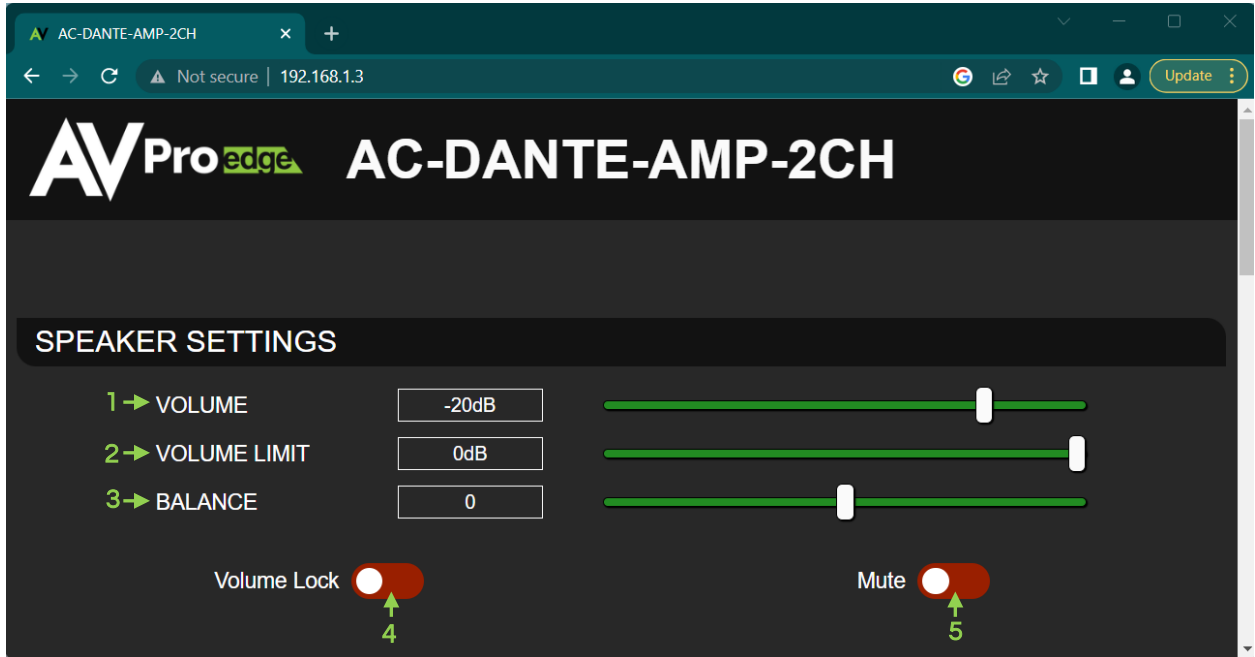 AV AC-DANTE-AMP-2CH
Not secure | 192.168.1.3 G Update
AVPro edge AC-DANTE-AMP-2CH
SPEAKER SETTINGS
1 VOLUME -20dB
2 VOLUME LIMIT 0dB
3 BALANCE 0
Volume Lock Mute
4 5